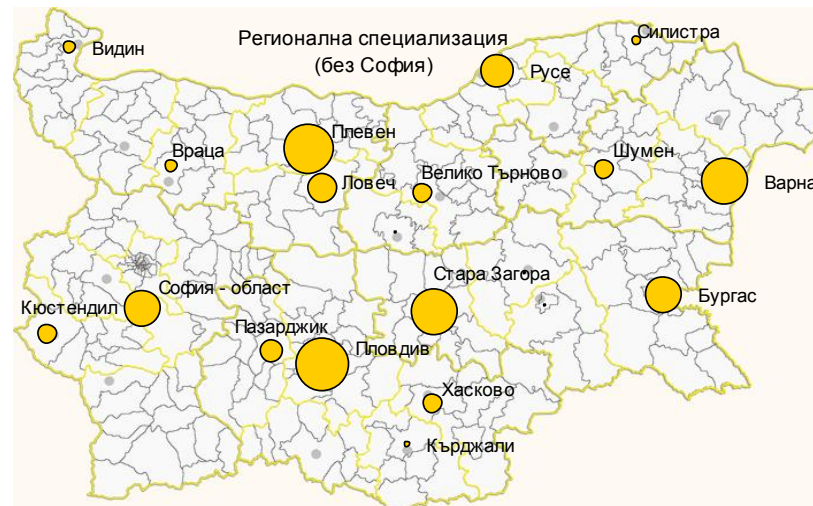 Регионална специализация
(без София)
Силистра
Видин
Русе
Плевен
Враца
Ловеч
Велико Търново
Шумен
Варна
Стара Загора
София - област
Бургас
Кюстендил
Пазарджик
Пловдив
Хасково
Кърджали